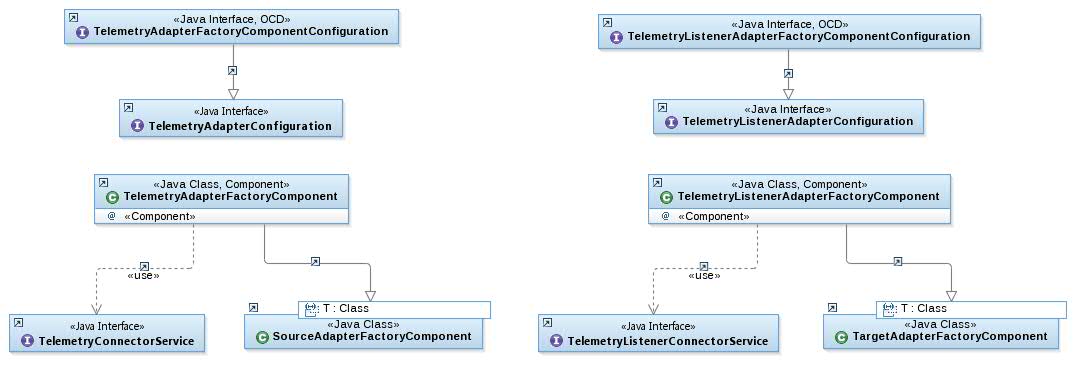 «Java Interface, OCD»
TelemetryAdapterFactoryComponentConfiguration
«Java Interface»
TelemetryAdapterConfiguration
«Java Class, Component»
TelemetryAdapterFactoryComponent
@ «Component»
«use»
«Java Interface»
TelemetryConnectorService
T : Class
«Java Class»
SourceAdapterFactoryComponent
«Java Interface, OCD»
TelemetryListenerAdapterFactoryComponentConfiguration
«Java Interface»
TelemetryListenerAdapterConfiguration
«Java Class, Component»
TelemetryListenerAdapterFactoryComponent
@ «Component»
«use»
«Java Interface»
TelemetryListenerConnectorService
T : Class
«Java Class»
TargetAdapterFactoryComponent